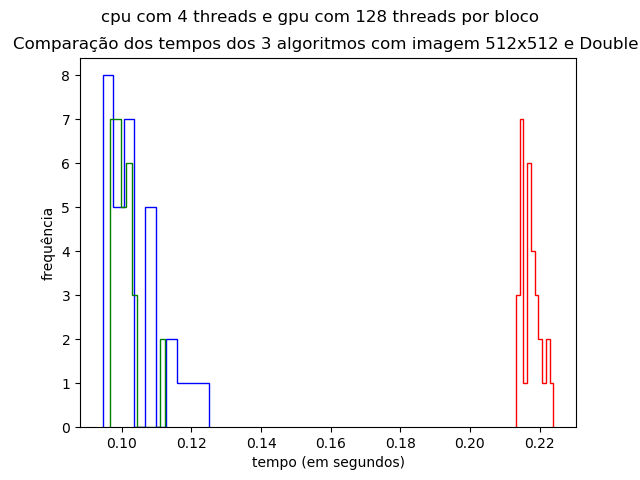 cpu com 4 threads e gpu com 128 threads por bloco
Comparação dos tempos dos 3 algoritmos com imagem 512x512 e Double
8
7
6
5
4
3
2
1
0
frequência
0.10 0.12 0.14 0.16 0.18 0.20 0.22
tempo (em segundos)